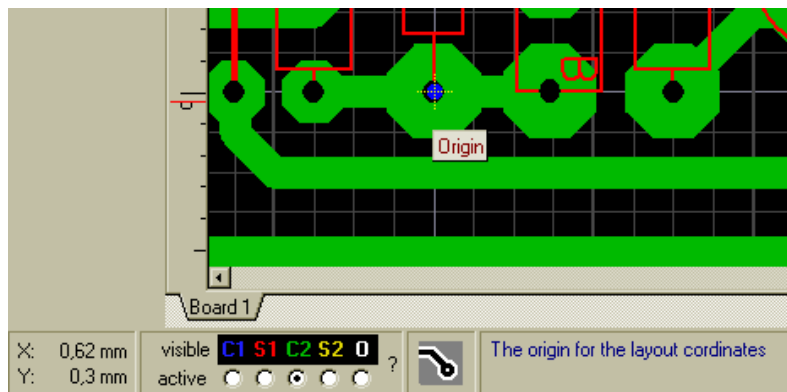 B
Origin
0
Board 1
X: 0,62 mm
Y: 0,3 mm
visible C1 S1 C2 S2 O
active
?
The origin for the layout cordinates